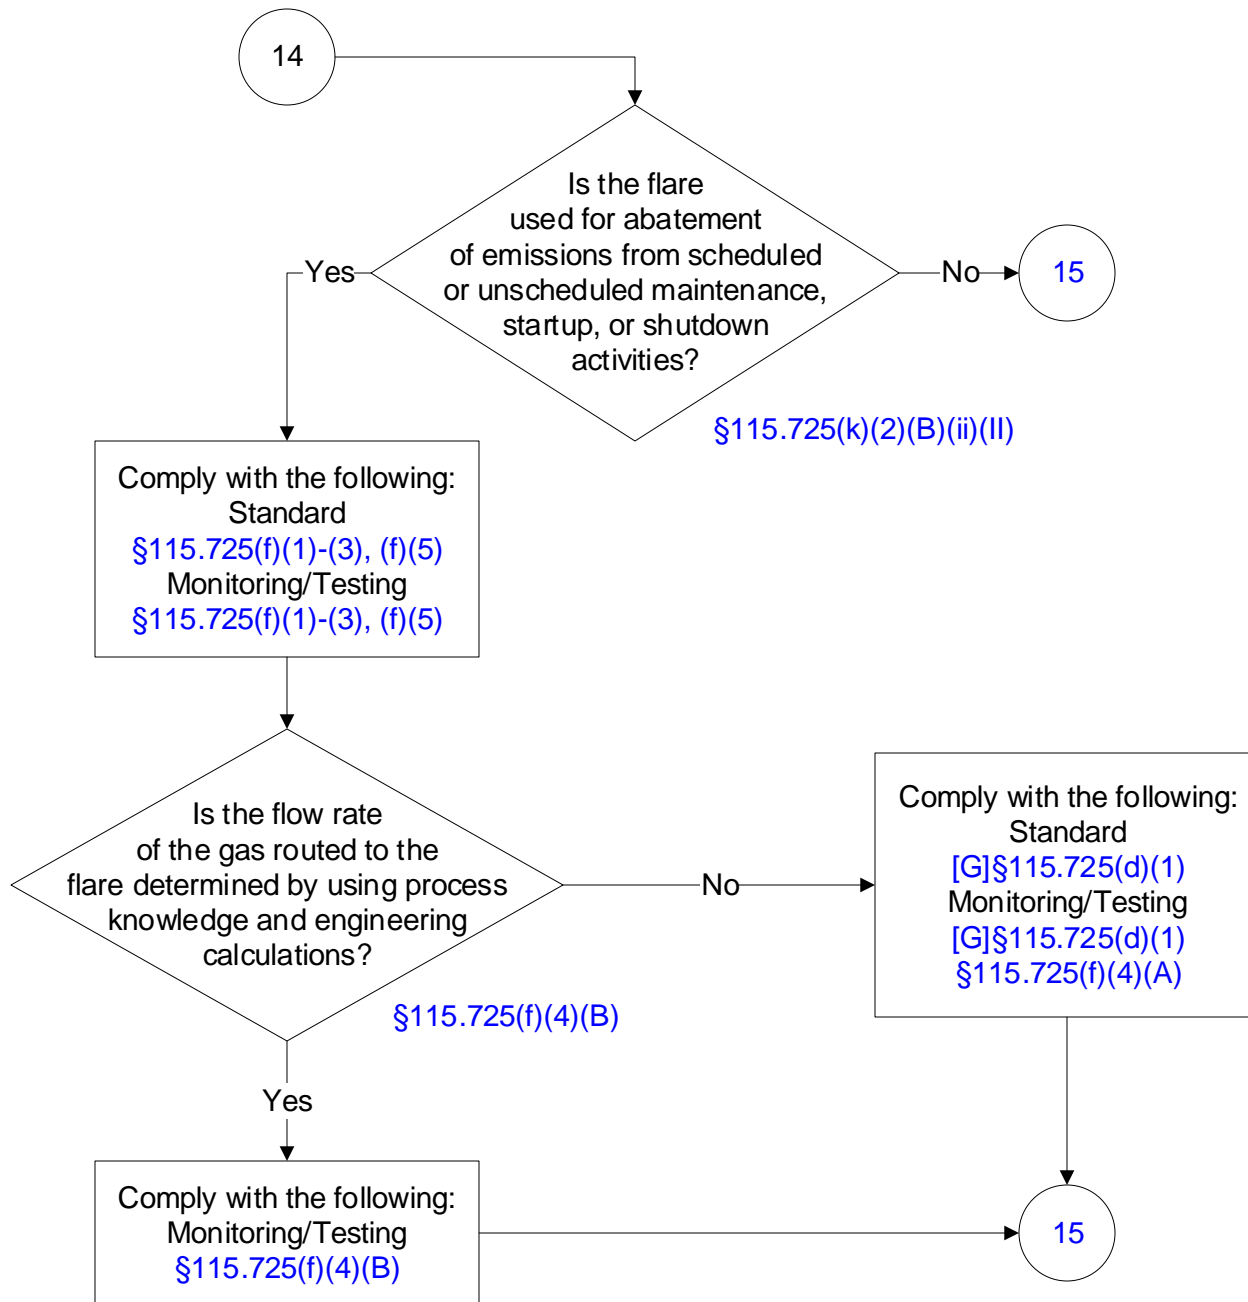 14
Is the flare
used for abatement
of emissions from scheduled
or unscheduled maintenance,
startup, or shutdown
activities?
Yes
No
15
§115.725(k)(2)(B)(ii)(II)
Comply with the following:
Standard
§115.725(f)(1)-(3), (f)(5)
Monitoring/Testing
§115.725(f)(1)-(3), (f)(5)
Is the flow rate
of the gas routed to the
flare determined by using process
knowledge and engineering
calculations?
No
§115.725(f)(4)(B)
Comply with the following:
Standard
[G]§115.725(d)(1)
Monitoring/Testing
[G]§115.725(d)(1)
§115.725(f)(4)(A)
Yes
Comply with the following:
Monitoring/Testing
§115.725(f)(4)(B)
15